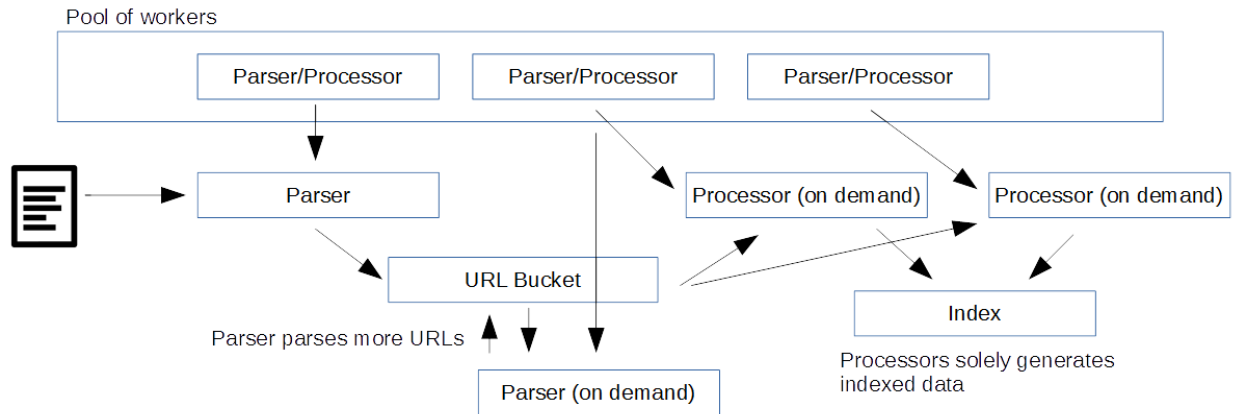 Pool of workers
Parser/Processor
Parser/Processor
Parser/Processor
Parser
Processor (on demand)
Processor (on demand)
URL Bucket
Index
Parser parses more URLs
Processors solely generates
indexed data
Parser (on demand)